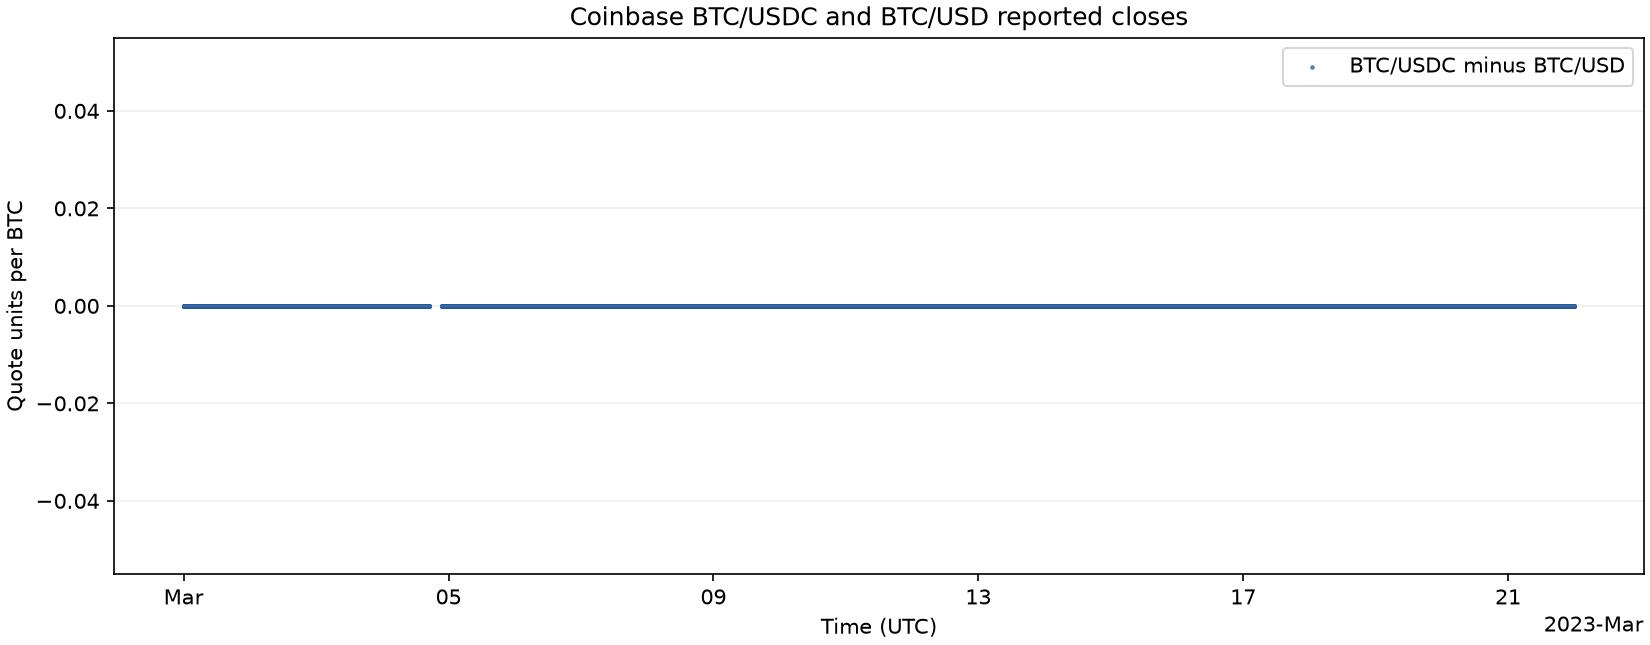 Coinbase BTC/USDC and BTC/USD reported closes
BTC/USDC minus BTC/USD
Quote units per BTC
0.04
0.02
0.00
−0.02
−0.04
Mar
05
09
13
17
21
Time (UTC)
2023-Mar